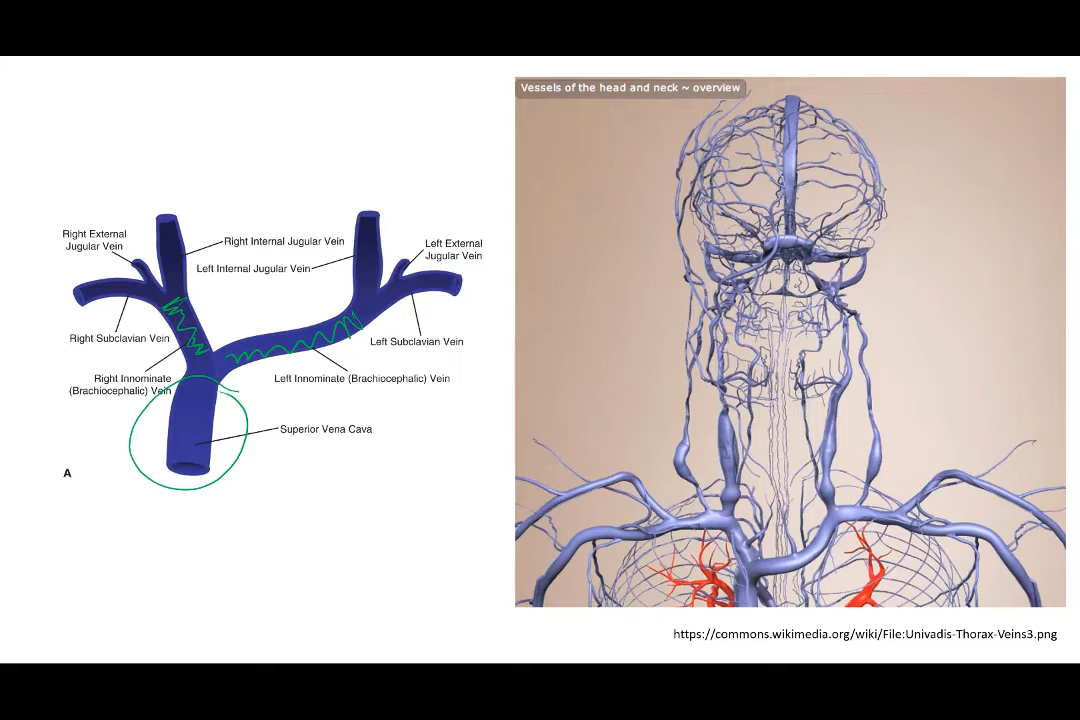 Vessels of the head and neck ~ overview
Right External
Jugular Vein
Right Internal Jugular Vein
Left Internal Jugular Vein
Left External
Jugular Vein
Right Subclavian Vein
Left Subclavian Vein
Right Innominate
(Brachiocephalic) Vein
Left Innominate (Brachiocephalic) Vein
Superior Vena Cava
A
https://commons.wikimedia.org/wiki/File:Univadis-Thorax-Veins3.png